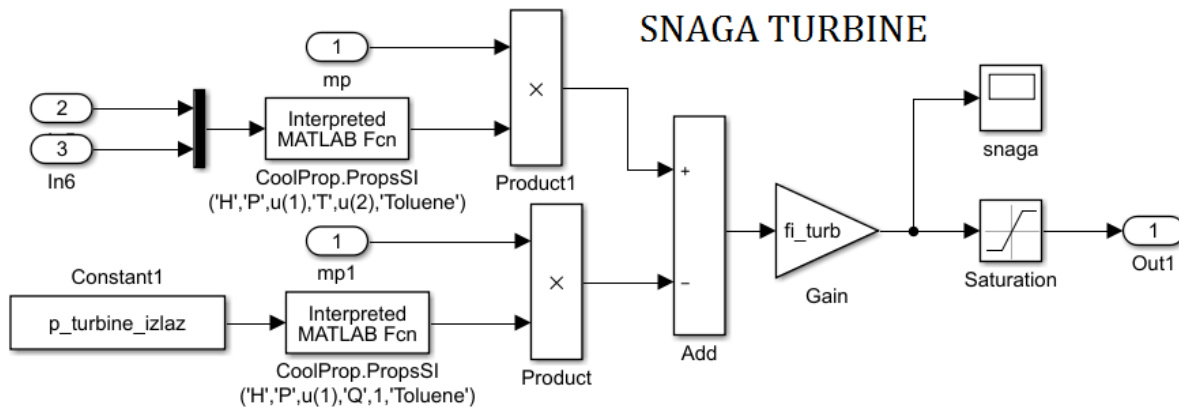 SNAGA TURBINE
1
mp
2
3
In6
Interpreted
MATLAB Fcn
CoolProp.PropsSI
('H','P',u(1),'T',u(2),'Toluene')
×
Product1
1
mp1
Constant1
p_turbine_izlaz
Interpreted
MATLAB Fcn
CoolProp.PropsSI
('H','P',u(1),'Q',1,'Toluene')
×
Product
+
−
Add
fi_turb
Gain
snaga
Saturation
1
Out1